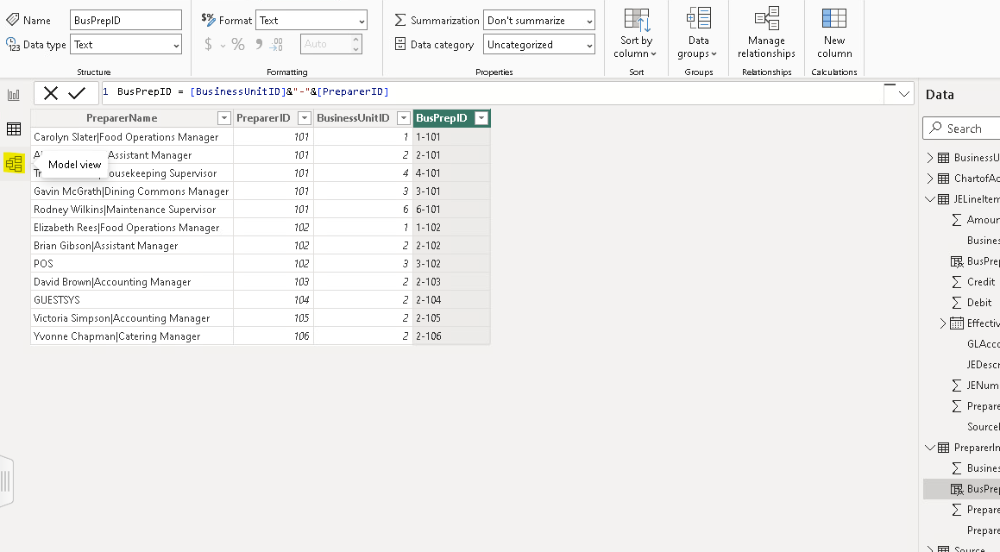 Name BusPrepID
$% Format Text
Summarization Don't summarize
123 Data type Text
$ % Auto
Data category Uncategorized
Sort by column
Data groups
Manage relationships
New column
Structure Formatting Properties Sort Groups Relationships Calculations
1 BusPrepID = [BusinessUnitID]&"-"&[PreparerID]
PreparerName PreparerID BusinessUnitID BusPrepID
Carolyn Slater|Food Operations Manager 101 1 1-101
Assistant Manager 101 2 2-101
Model view
ousekeeping Supervisor 101 4 4-101
Gavin McGrath|Dining Commons Manager 101 3 3-101
Rodney Wilkins|Maintenance Supervisor 101 6 6-101
Elizabeth Rees|Food Operations Manager 102 1 1-102
Brian Gibson|Assistant Manager 102 2 2-102
POS 102 3 3-102
David Brown|Accounting Manager 103 2 2-103
GUESTSYS 104 2 2-104
Victoria Simpson|Accounting Manager 105 2 2-105
Yvonne Chapman|Catering Manager 106 2 2-106
Data
Search
BusinessU
ChartofAc
JELineItem
Amoun
Busines
BusPrep
Credit
Debit
Effectiv
GLAcco
JEDescr
JENum
Prepare
SourceI
PreparerIn
Busines
BusPrep
Prepare
Prepare
Source